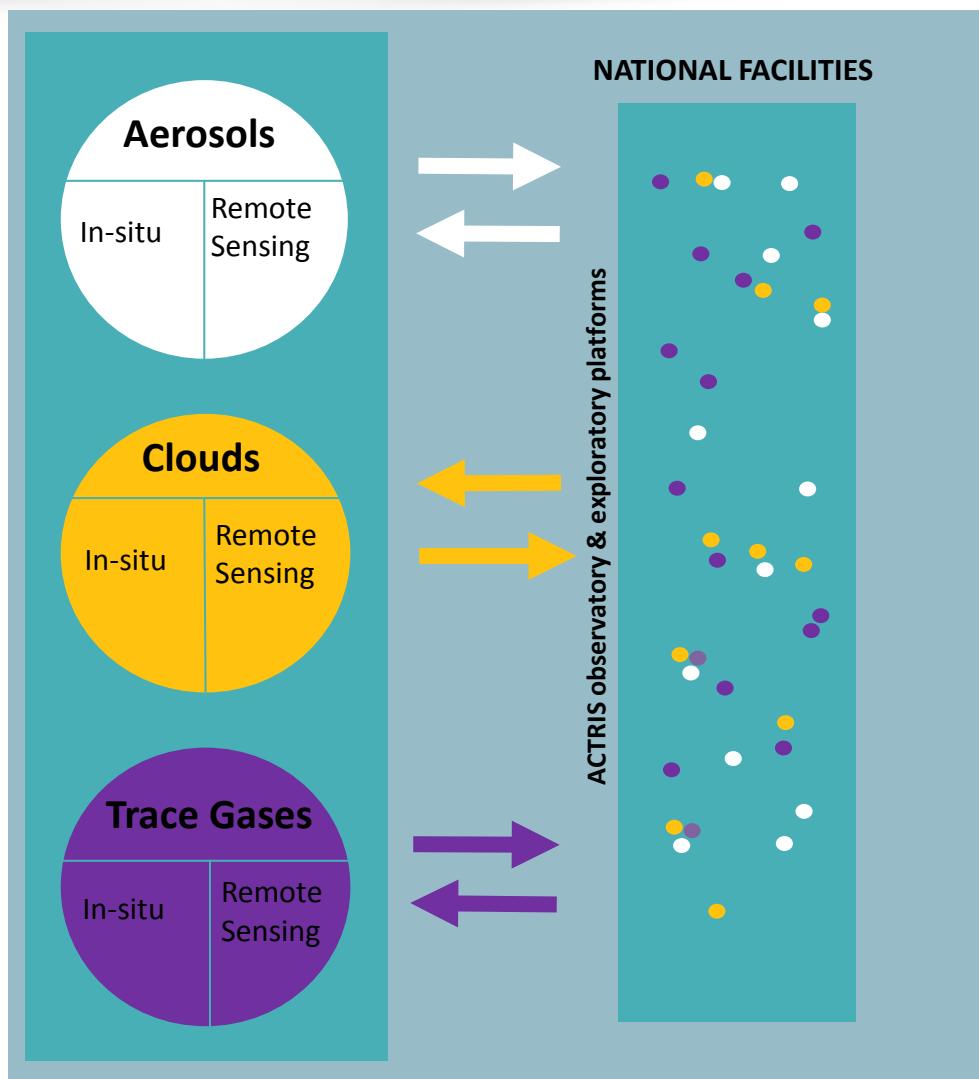 NATIONAL FACILITIES
Aerosols
In-situ
Remote
Sensing
Clouds
In-situ
Remote
Sensing
Trace Gases
In-situ
Remote
Sensing
ACTRIS observatory & exploratory platforms